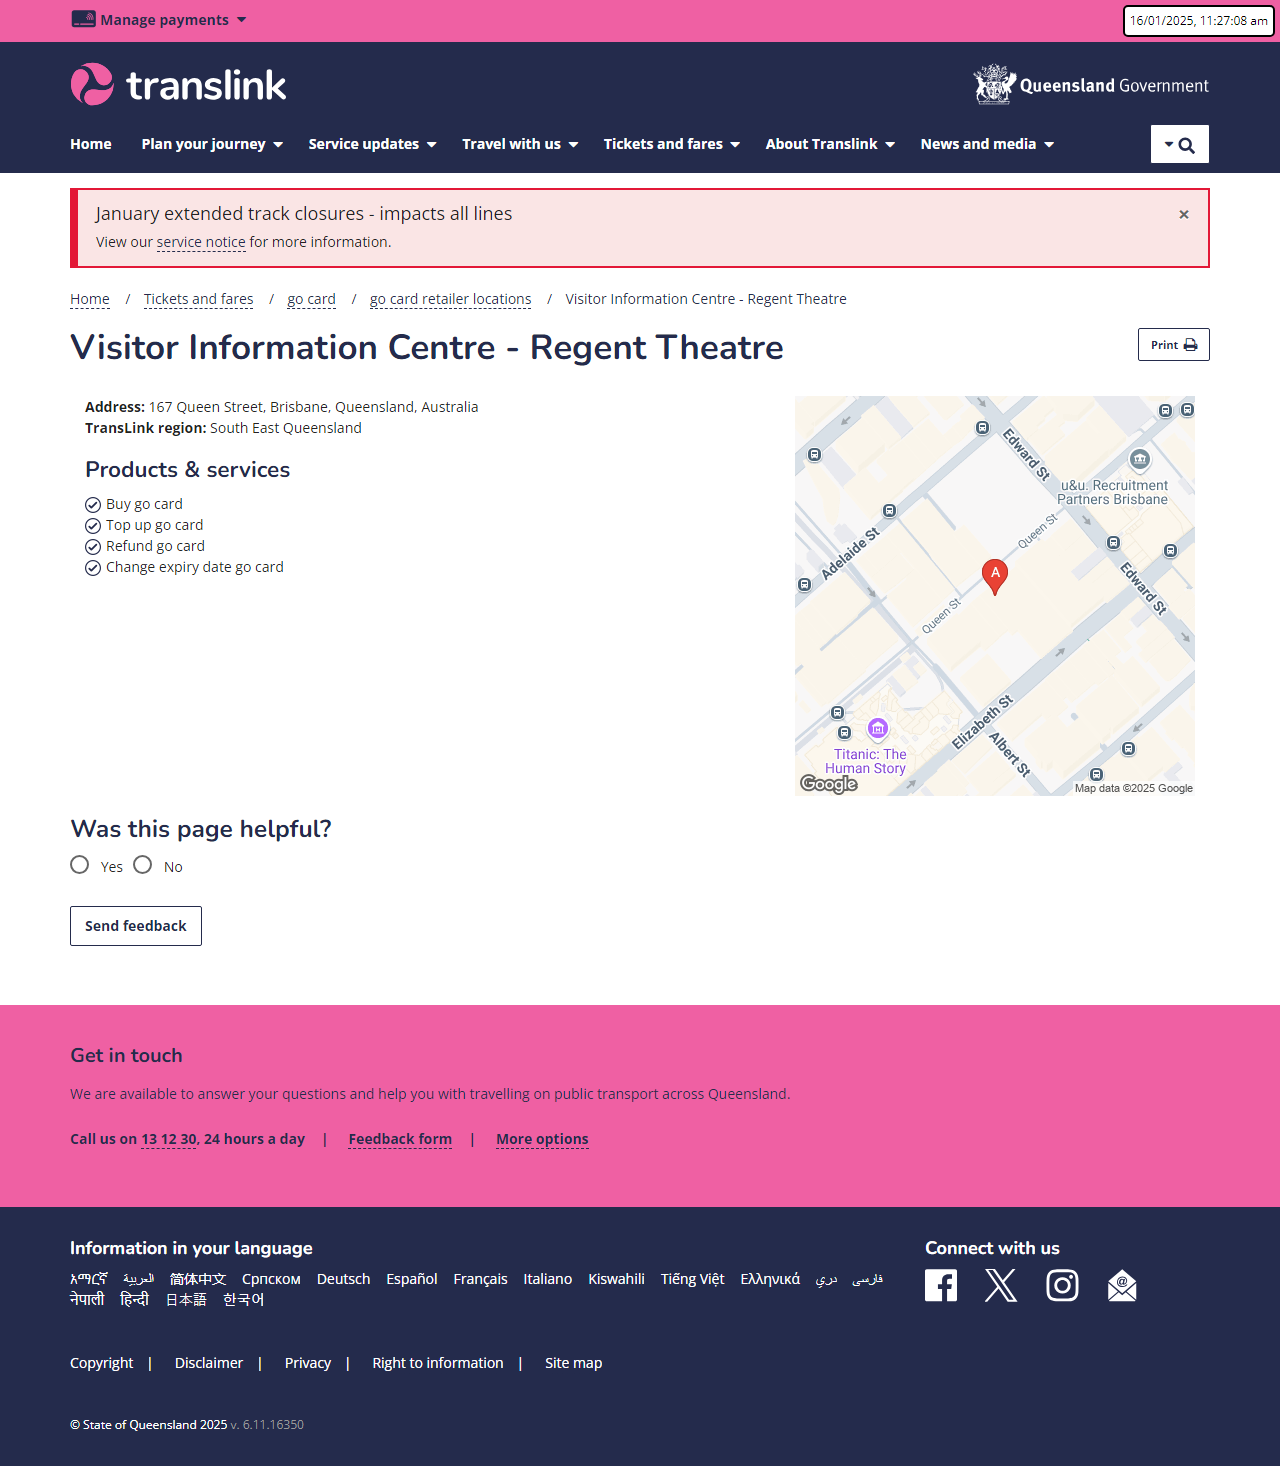 Manage payments
16/01/2025, 11:27:08 am
translink
Queensland Government
Home Plan your journey Service updates Travel with us Tickets and fares About Translink News and media
January extended track closures - impacts all lines
×
View our service notice for more information.
Home / Tickets and fares / go card / go card retailer locations / Visitor Information Centre - Regent Theatre
Visitor Information Centre - Regent Theatre
Print
Address: 167 Queen Street, Brisbane, Queensland, Australia
TransLink region: South East Queensland
Products & services
Buy go card
Top up go card
Refund go card
Change expiry date go card
Edward St
u&u. Recruitment
Partners Brisbane
Queen St
Adelaide St
A
Edward St
Queen St
Elizabeth St
Albert St
Titanic: The
Human Story
Google
Map data ©2025 Google
Was this page helpful?
Yes No
Send feedback
Get in touch
We are available to answer your questions and help you with travelling on public transport across Queensland.
Call us on 13 12 30, 24 hours a day | Feedback form | More options
Information in your language
Connect with us
አማርኛ العربية 简体中文 Српском Deutsch Español Français Italiano Kiswahili Tiếng Việt Ελληνικά دري فارسی
नेपाली हिन्दी 日本語 한국어
Copyright | Disclaimer | Privacy | Right to information | Site map
© State of Queensland 2025 v. 6.11.16350